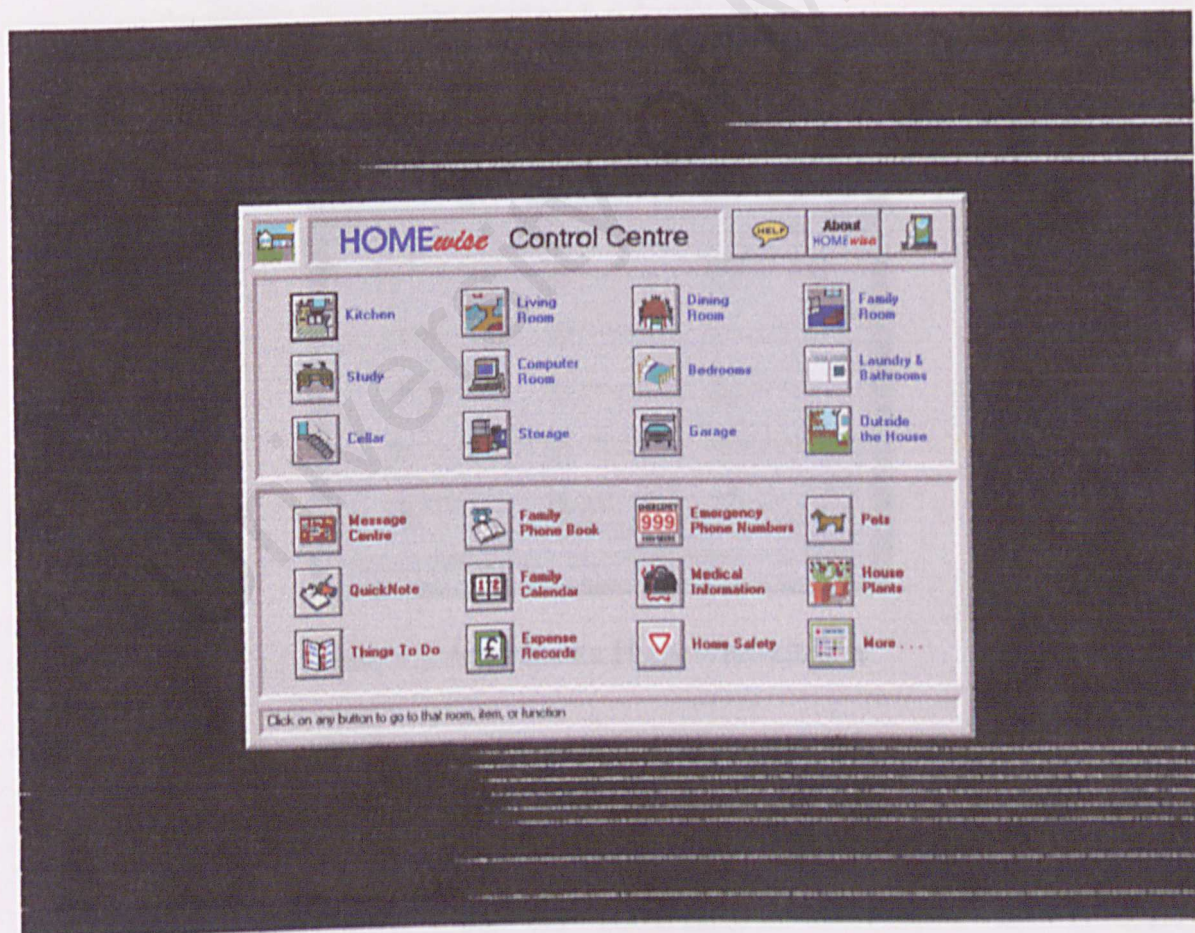 HOMEwise Control Centre
HELP
About
HOMEwise
Kitchen
Living
Room
Dining
Room
Family
Room
Study
Computer
Room
Bedrooms
Laundry &
Bathrooms
Cellar
Storage
Garage
Outside
the House
Message
Centre
Family
Phone Book
999
Emergency
Phone Numbers
Pets
QuickNote
12
Family
Calendar
Medical
Information
House
Plants
Things To Do
£
Expense
Records
Home Safety
More . . .
Click on any button to go to that room, item, or function